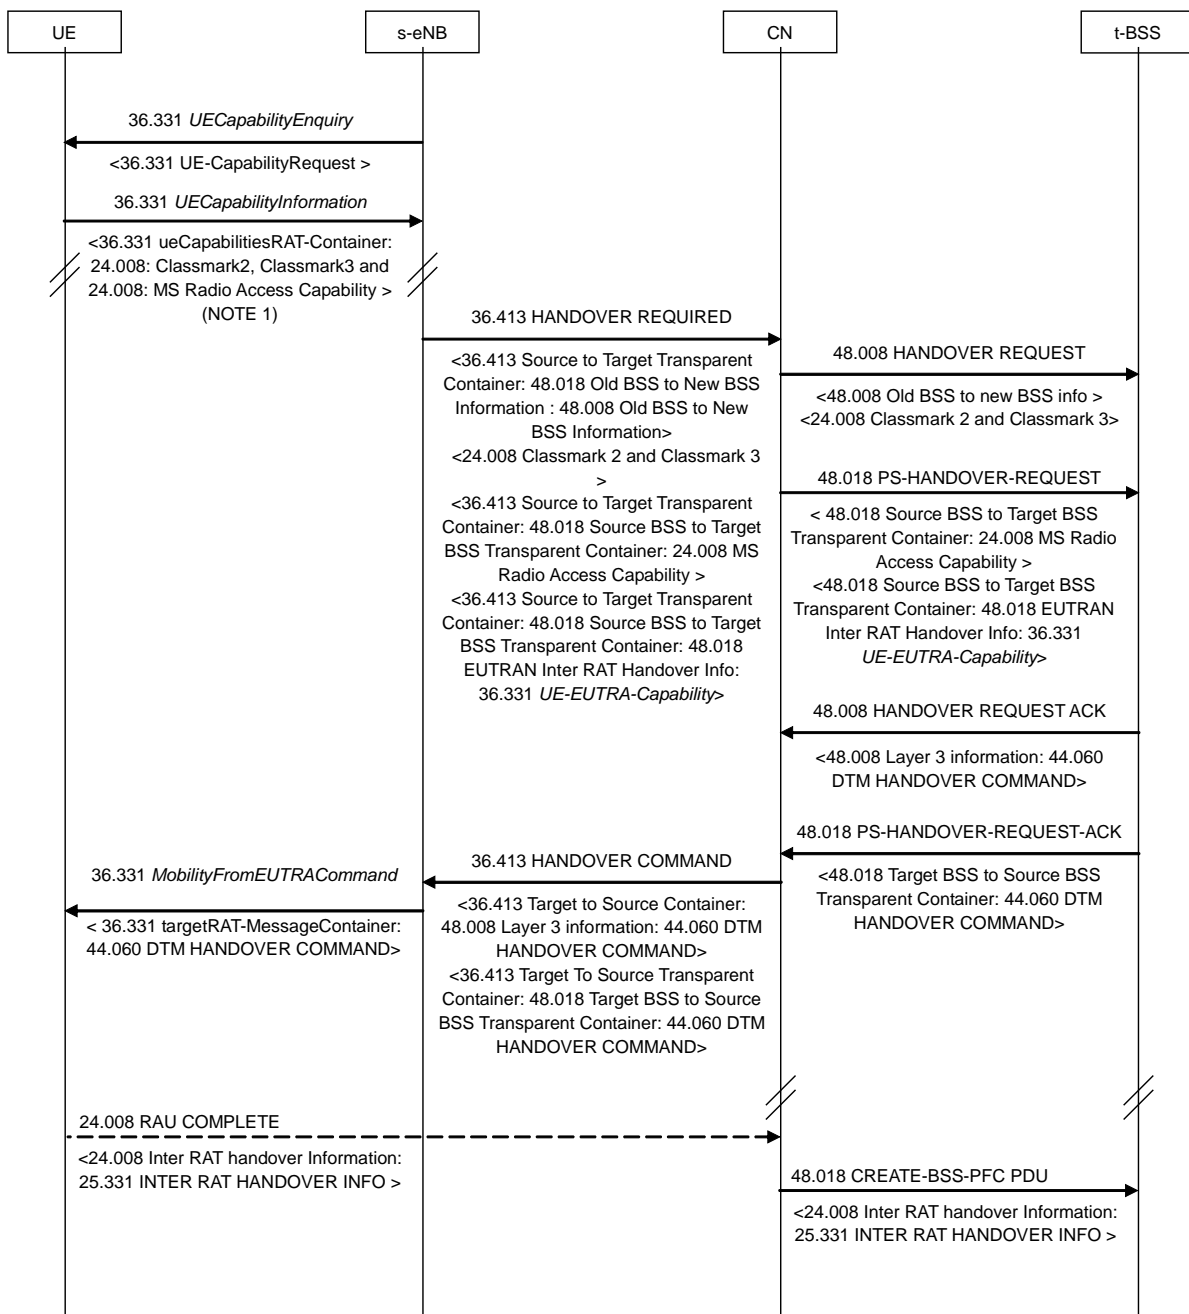 UE
s-eNB
CN
t-BSS
36.331 UECapabilityEnquiry
<36.331 UE-CapabilityRequest >
36.331 UECapabilityInformation
<36.331 ueCapabilitiesRAT-Container:
24.008: Classmark2, Classmark3 and
24.008: MS Radio Access Capability >
(NOTE 1)
36.413 HANDOVER REQUIRED
<36.413 Source to Target Transparent
Container: 48.018 Old BSS to New BSS
Information : 48.008 Old BSS to New
BSS Information>
<24.008 Classmark 2 and Classmark 3
>
<36.413 Source to Target Transparent
Container: 48.018 Source BSS to Target
BSS Transparent Container: 24.008 MS
Radio Access Capability >
<36.413 Source to Target Transparent
Container: 48.018 Source BSS to Target
BSS Transparent Container: 48.018
EUTRAN Inter RAT Handover Info:
36.331 UE-EUTRA-Capability>
48.008 HANDOVER REQUEST
<48.008 Old BSS to new BSS info >
<24.008 Classmark 2 and Classmark 3>
48.018 PS-HANDOVER-REQUEST
< 48.018 Source BSS to Target BSS
Transparent Container: 24.008 MS Radio
Access Capability >
<48.018 Source BSS to Target BSS
Transparent Container: 48.018 EUTRAN
Inter RAT Handover Info: 36.331
UE-EUTRA-Capability>
48.008 HANDOVER REQUEST ACK
<48.008 Layer 3 information: 44.060
DTM HANDOVER COMMAND>
48.018 PS-HANDOVER-REQUEST-ACK
<48.018 Target BSS to Source BSS
Transparent Container: 44.060 DTM
HANDOVER COMMAND>
36.413 HANDOVER COMMAND
<36.413 Target to Source Container:
48.008 Layer 3 information: 44.060 DTM
HANDOVER COMMAND>
<36.413 Target To Source Transparent
Container: 48.018 Target BSS to Source
BSS Transparent Container: 44.060 DTM
HANDOVER COMMAND>
36.331 MobilityFromEUTRACommand
< 36.331 targetRAT-MessageContainer:
44.060 DTM HANDOVER COMMAND>
24.008 RAU COMPLETE
<24.008 Inter RAT handover Information:
25.331 INTER RAT HANDOVER INFO >
48.018 CREATE-BSS-PFC PDU
<24.008 Inter RAT handover Information:
25.331 INTER RAT HANDOVER INFO >